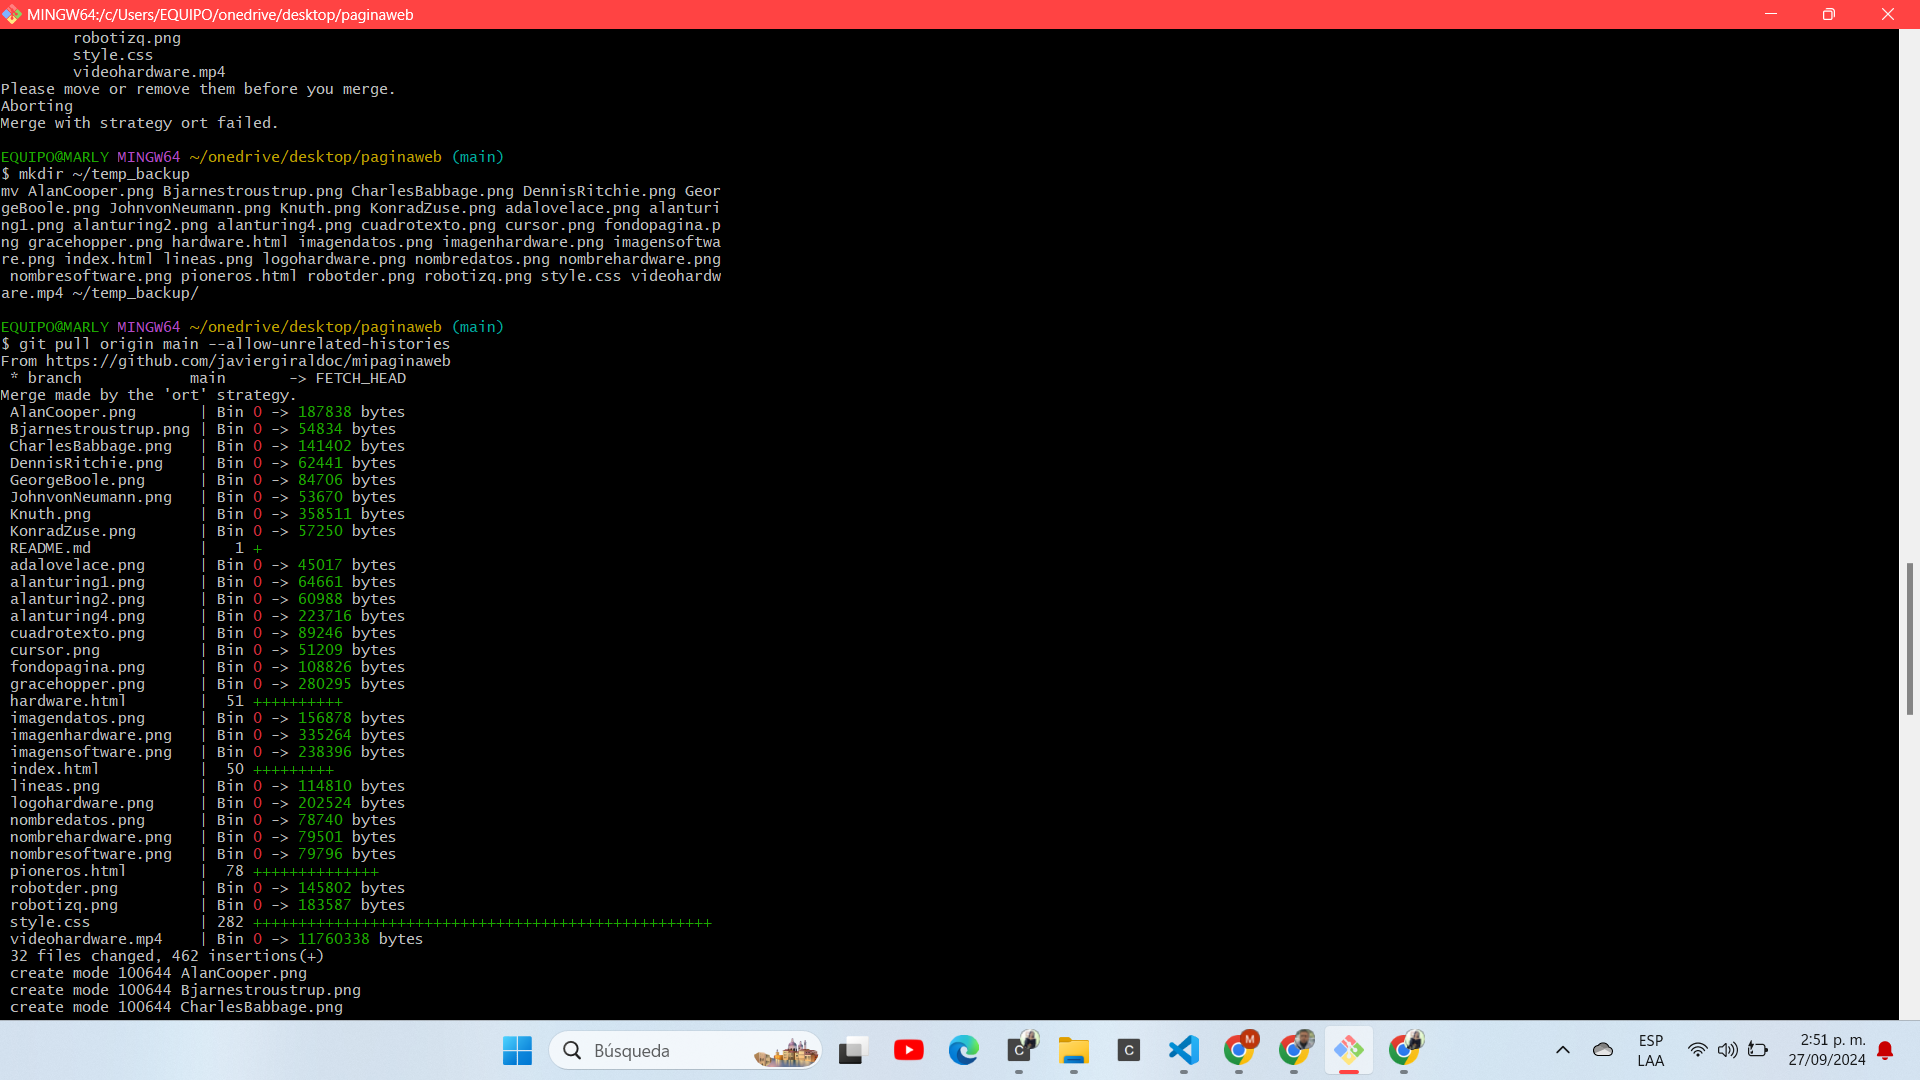 MINGW64:/c/Users/EQUIPO/onedrive/desktop/paginaweb
robotizq.png
style.css
videohardware.mp4
Please move or remove them before you merge.
Aborting
Merge with strategy ort failed.
EQUIPO@MARLY MINGW64 ~/onedrive/desktop/paginaweb (main)
$ mkdir ~/temp_backup
mv AlanCooper.png Bjarnestroustrup.png CharlesBabbage.png DennisRitchie.png Geor
geBoole.png JohnvonNeumann.png Knuth.png KonradZuse.png adalovelace.png alanturi
ng1.png alanturing2.png alanturing4.png cuadrotexto.png cursor.png fondopagina.p
ng gracehopper.png hardware.html imagendatos.png imagenhardware.png imagensoftwa
re.png index.html lineas.png logohardware.png nombredatos.png nombrehardware.png
 nombresoftware.png pioneros.html robotder.png robotizq.png style.css videohardw
are.mp4 ~/temp_backup/
EQUIPO@MARLY MINGW64 ~/onedrive/desktop/paginaweb (main)
$ git pull origin main --allow-unrelated-histories
From https://github.com/javiergiraldoc/mipaginaweb
 * branch            main       -> FETCH_HEAD
Merge made by the 'ort' strategy.
 AlanCooper.png       | Bin 0 -> 187838 bytes
 Bjarnestroustrup.png | Bin 0 -> 54834 bytes
 CharlesBabbage.png   | Bin 0 -> 141402 bytes
 DennisRitchie.png    | Bin 0 -> 62441 bytes
 GeorgeBoole.png      | Bin 0 -> 84706 bytes
 JohnvonNeumann.png   | Bin 0 -> 53670 bytes
 Knuth.png            | Bin 0 -> 358511 bytes
 KonradZuse.png       | Bin 0 -> 57250 bytes
 README.md            |   1 +
 adalovelace.png      | Bin 0 -> 45017 bytes
 alanturing1.png      | Bin 0 -> 64661 bytes
 alanturing2.png      | Bin 0 -> 60988 bytes
 alanturing4.png      | Bin 0 -> 223716 bytes
 cuadrotexto.png      | Bin 0 -> 89246 bytes
 cursor.png           | Bin 0 -> 51209 bytes
 fondopagina.png      | Bin 0 -> 108826 bytes
 gracehopper.png      | Bin 0 -> 280295 bytes
 hardware.html        |  51 ++++++++++
 imagendatos.png      | Bin 0 -> 156878 bytes
 imagenhardware.png   | Bin 0 -> 335264 bytes
 imagensoftware.png   | Bin 0 -> 238396 bytes
 index.html           |  50 +++++++++
 lineas.png           | Bin 0 -> 114810 bytes
 logohardware.png     | Bin 0 -> 202524 bytes
 nombredatos.png      | Bin 0 -> 78740 bytes
 nombrehardware.png   | Bin 0 -> 79501 bytes
 nombresoftware.png   | Bin 0 -> 79796 bytes
 pioneros.html        |  78 ++++++++++++++
 robotder.png         | Bin 0 -> 145802 bytes
 robotizq.png         | Bin 0 -> 183587 bytes
 style.css            | 282 +++++++++++++++++++++++++++++++++++++++++++++++++++
 videohardware.mp4    | Bin 0 -> 11760338 bytes
 32 files changed, 462 insertions(+)
 create mode 100644 AlanCooper.png
 create mode 100644 Bjarnestroustrup.png
 create mode 100644 CharlesBabbage.png
Búsqueda
C
C
M
ESP
LAA
2:51 p. m.
27/09/2024